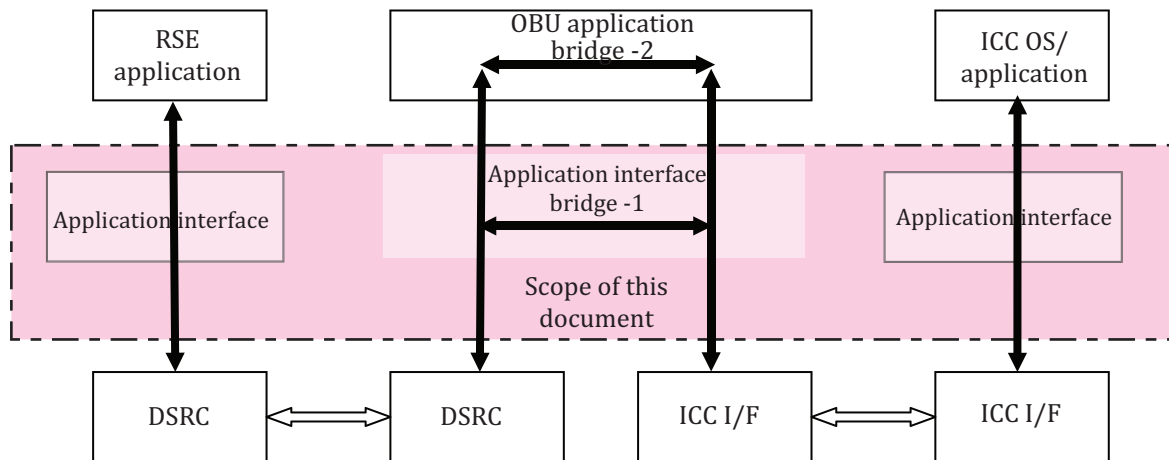 RSE
application
OBU application
bridge -2
ICC OS/
application
Application interface
Application interface
bridge -1
Application interface
Scope of this
document
DSRC
DSRC
ICC I/F
ICC I/F